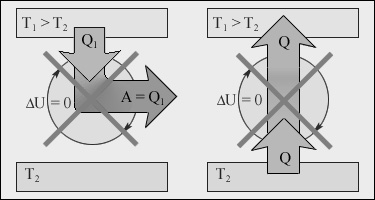 T₁ > T₂
Q₁
ΔU = 0
A = Q₁
T₂
T₁ > T₂
Q
ΔU = 0
T₂
Q